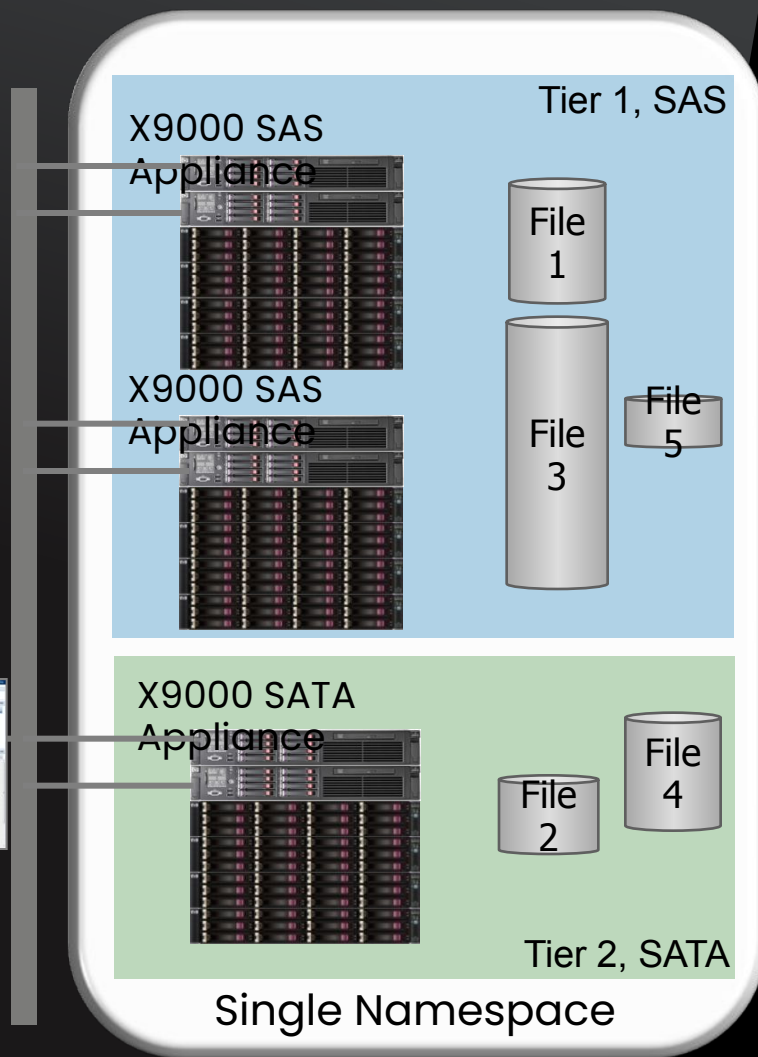 Tier 1, SAS
X9000 SAS
Appliance
File
1
X9000 SAS
Appliance
File
3
File
5
X9000 SATA
Appliance
File
2
File
4
Tier 2, SATA
Single Namespace